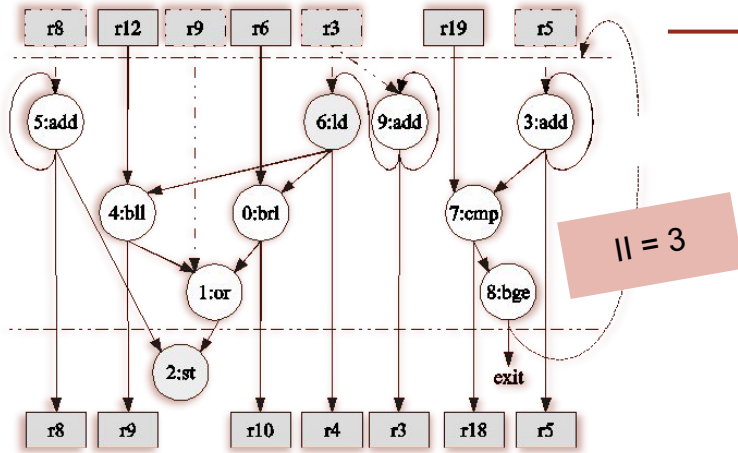 r8 r12 r9 r6 r3 r19 r5
5:add 6:ld 9:add 3:add
4:bll 0:brl 7:cmp
II = 3
1:or 8:bge
2:st exit
r8 r9 r10 r4 r3 r18 r5